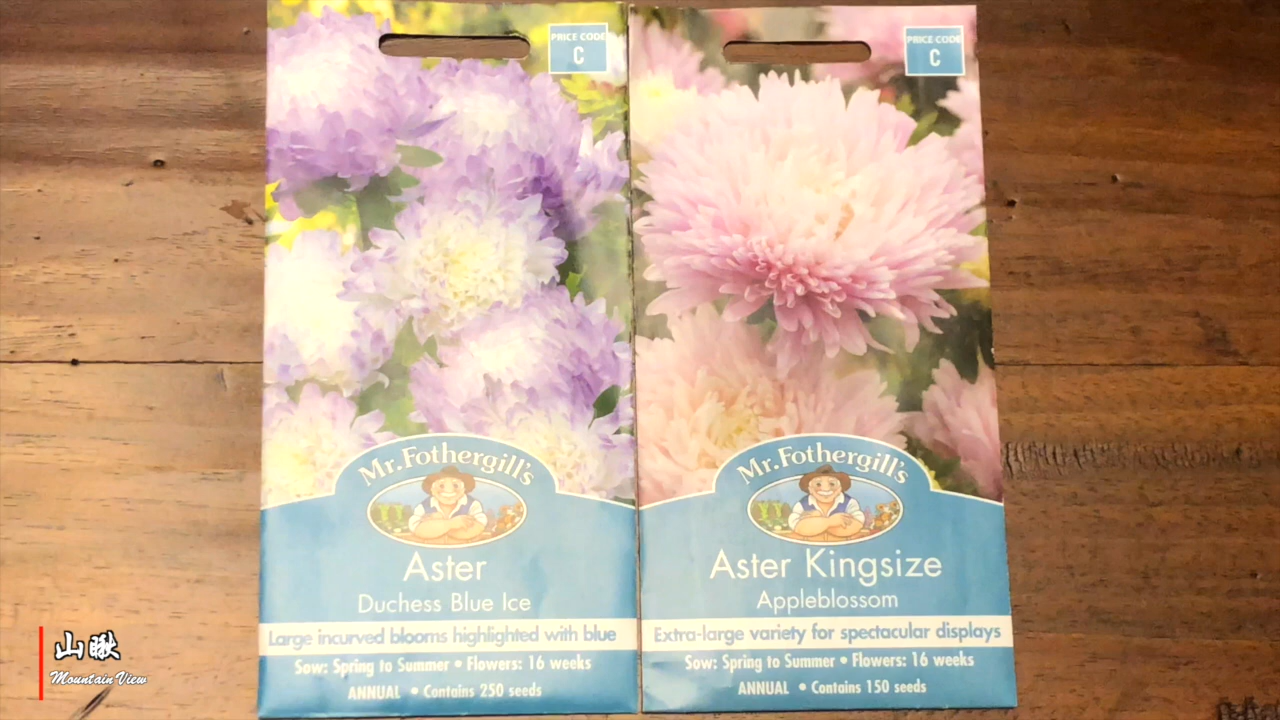 PRICE CODE
C
Mr. Fothergill's
Aster
Duchess Blue Ice
Large incurved blooms highlighted with blue
Sow: Spring to Summer • Flowers: 16 weeks
ANNUAL • Contains 250 seeds
PRICE CODE
C
Mr. Fothergill's
Aster Kingsize
Appleblossom
Extra-large variety for spectacular displays
Sow: Spring to Summer • Flowers: 16 weeks
ANNUAL • Contains 150 seeds
山瞅
Mountain View